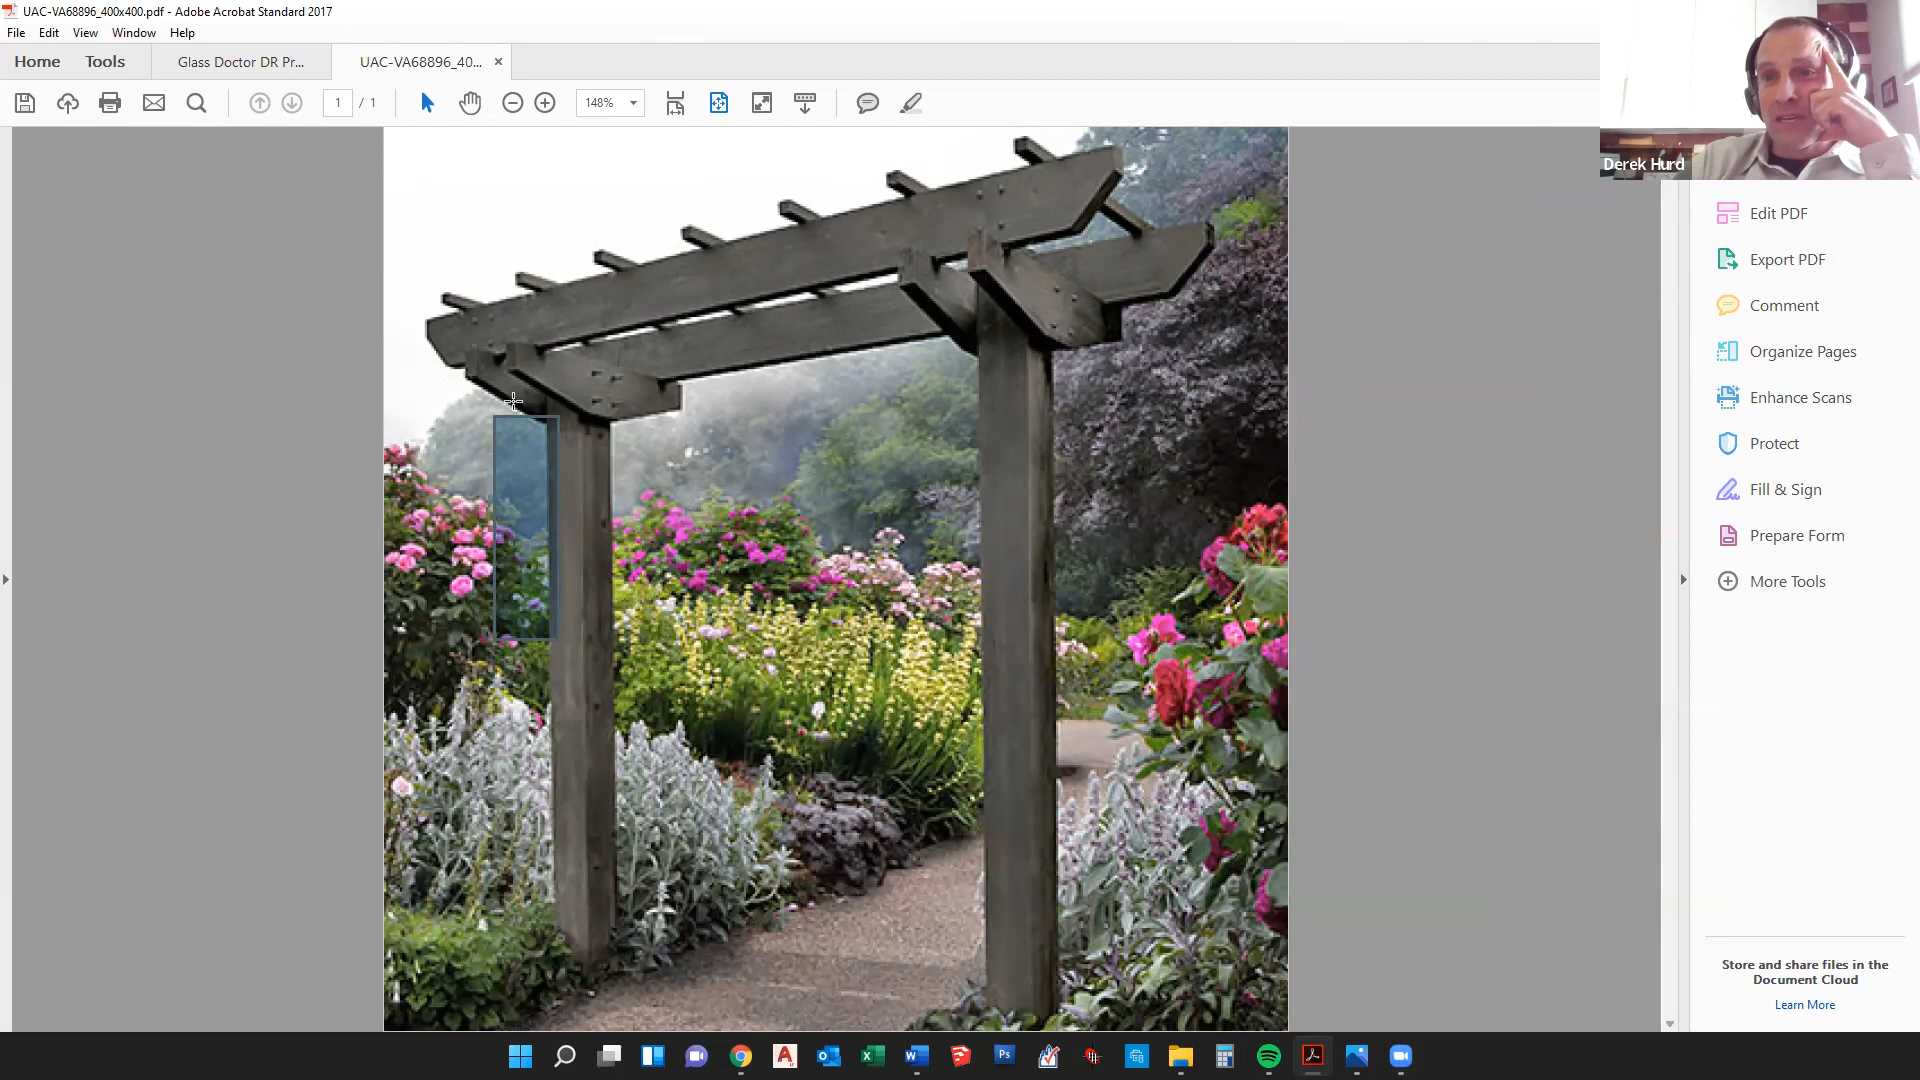 UAC-VA68896_400x400.pdf - Adobe Acrobat Standard 2017
File Edit View Window Help
Home Tools Glass Doctor DR Pr... UAC-VA68896_40...
1 / 1 148%
Derek Hurd
Edit PDF
Export PDF
Comment
Organize Pages
Enhance Scans
Protect
Fill & Sign
Prepare Form
More Tools
Store and share files in the
Document Cloud
Learn More